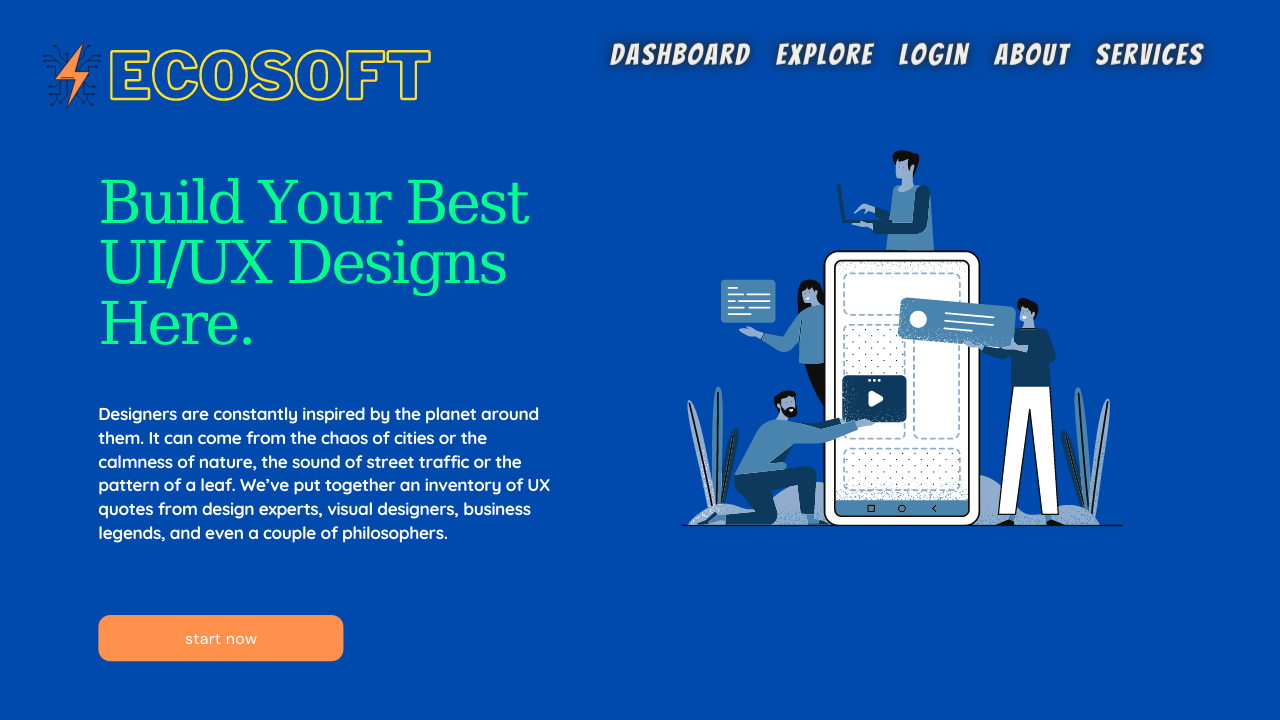 ECOSOFT
DASHBOARD EXPLORE LOGIN ABOUT SERVICES
Build Your Best
UI/UX Designs
Here.
Designers are constantly inspired by the planet around
them. It can come from the chaos of cities or the
calmness of nature, the sound of street traffic or the
pattern of a leaf. We’ve put together an inventory of UX
quotes from design experts, visual designers, business
legends, and even a couple of philosophers.
start now